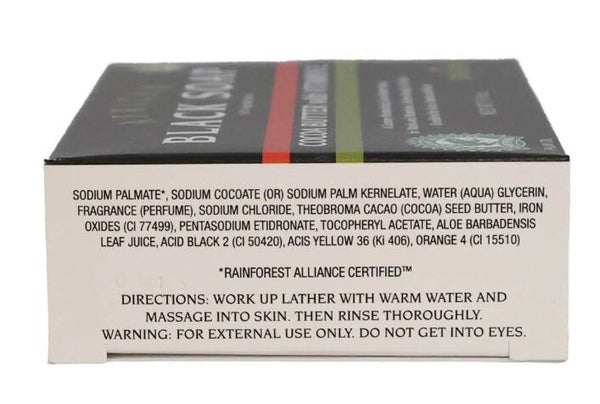 BLACK SOAP
COCOA BUTTER with VITAMIN E
SODIUM PALMATE*, SODIUM COCOATE (OR) SODIUM PALM KERNELATE, WATER (AQUA) GLYCERIN,
FRAGRANCE (PERFUME), SODIUM CHLORIDE, THEOBROMA CACAO (COCOA) SEED BUTTER, IRON
OXIDES (CI 77499), PENTASODIUM ETIDRONATE, TOCOPHERYL ACETATE, ALOE BARBADENSIS
LEAF JUICE, ACID BLACK 2 (CI 50420), ACIS YELLOW 36 (KI 406), ORANGE 4 (CI 15510)
*RAINFOREST ALLIANCE CERTIFIED™
DIRECTIONS: WORK UP LATHER WITH WARM WATER AND
MASSAGE INTO SKIN. THEN RINSE THOROUGHLY.
WARNING: FOR EXTERNAL USE ONLY. DO NOT GET INTO EYES.